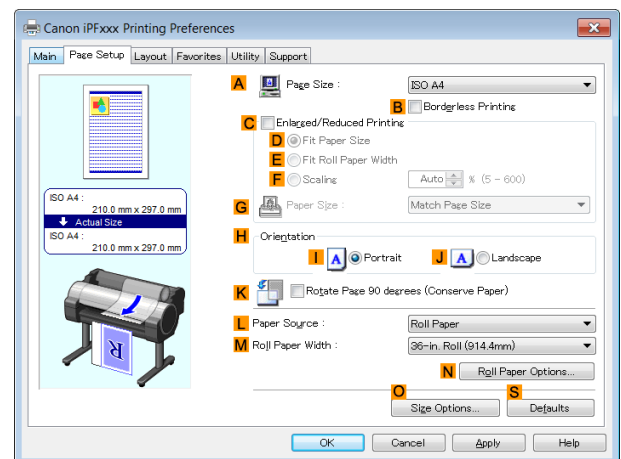 Canon iPFxxx Printing Preferences
Main Page Setup Layout Favorites Utility Support
A Page Size : ISO A4
B Borderless Printing
C Enlarged/Reduced Printing
D Fit Paper Size
E Fit Roll Paper Width
F Scaling Auto % (5 - 600)
G Paper Size : Match Page Size
ISO A4 :
210.0 mm x 297.0 mm
Actual Size
ISO A4 :
210.0 mm x 297.0 mm
H Orientation
I A Portrait J A Landscape
K Rotate Page 90 degrees (Conserve Paper)
L Paper Source : Roll Paper
M Roll Paper Width : 36-in. Roll (914.4mm)
N Roll Paper Options...
O Size Options... S Defaults
R
OK Cancel Apply Help